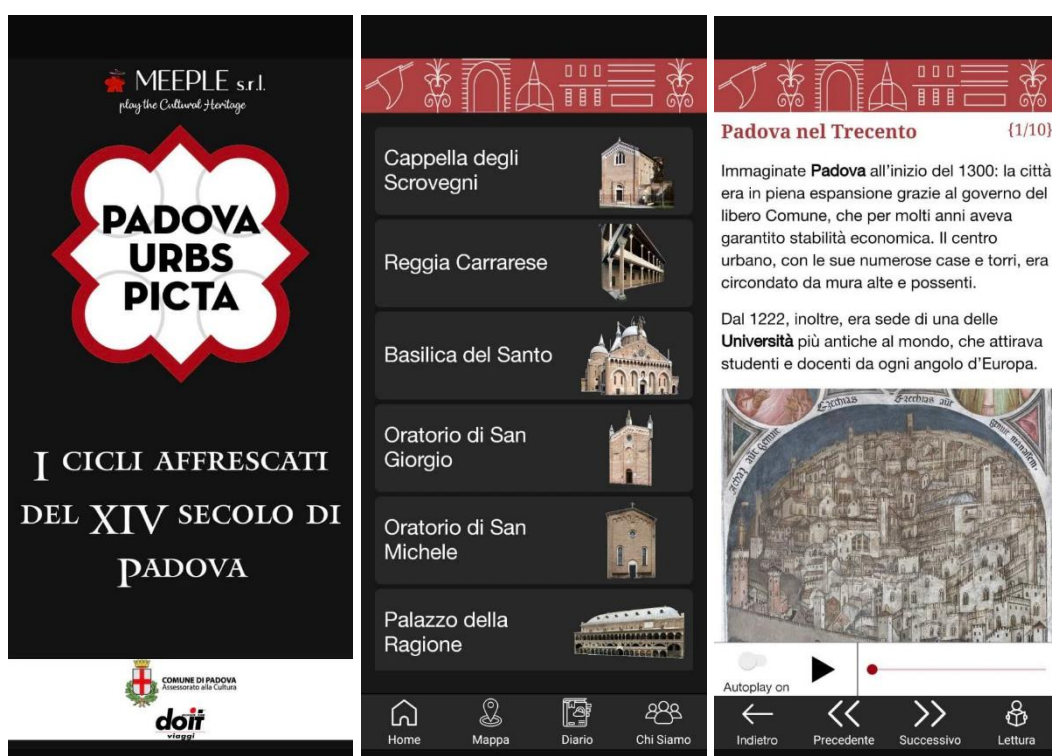 MEEPLE s.r.l.
play the Cultural Heritage
PADOVA
URBS
PICTA
I CICLI AFFRESCATI
DEL XIV SECOLO DI
PADOVA
COMUNE DI PADOVA
Assessorato alla Cultura
doit
viaggi
Cappella degli
Scrovegni
Reggia Carrarese
Basilica del Santo
Oratorio di San
Giorgio
Oratorio di San
Michele
Palazzo della
Ragione
Home
Mappa
Diario
Chi Siamo
Padova nel Trecento
{1/10}
Immaginate Padova all'inizio del 1300: la città
era in piena espansione grazie al governo del
libero Comune, che per molti anni aveva
garantito stabilità economica. Il centro
urbano, con le sue numerose case e torri, era
circondato da mura alte e possenti.
Dal 1222, inoltre, era sede di una delle
Università più antiche al mondo, che attirava
studenti e docenti da ogni angolo d'Europa.
Autoplay on
Indietro
Precedente
Successivo
Lettura